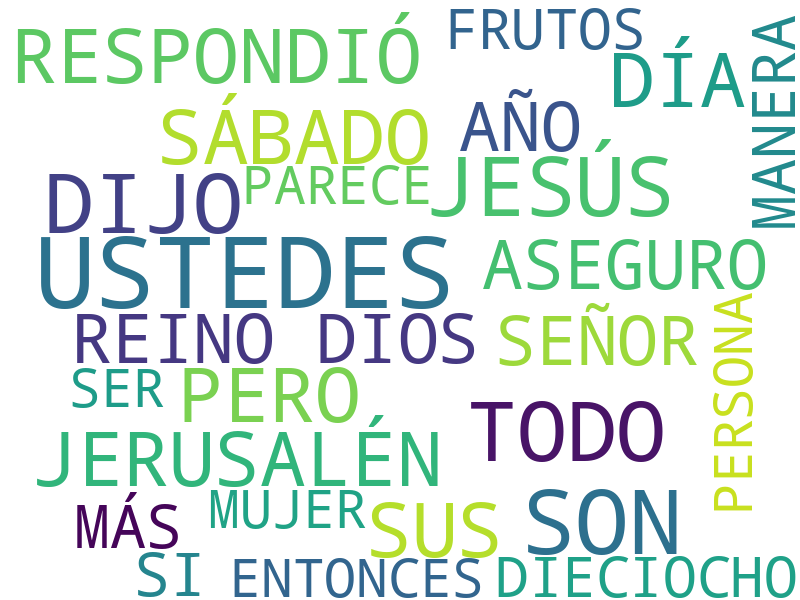 RESPONDIÓ
FRUTOS
DÍA
MANERA
SÁBADO
AÑO
DIJO
PARECE
JESÚS
USTEDES
ASEGURO
REINO DIOS
SEÑOR
PERSONA
SER
PERO
TODO
JERUSALÉN
MÁS
MUJER
SUS
SON
SI
ENTONCES
DIECIOCHO